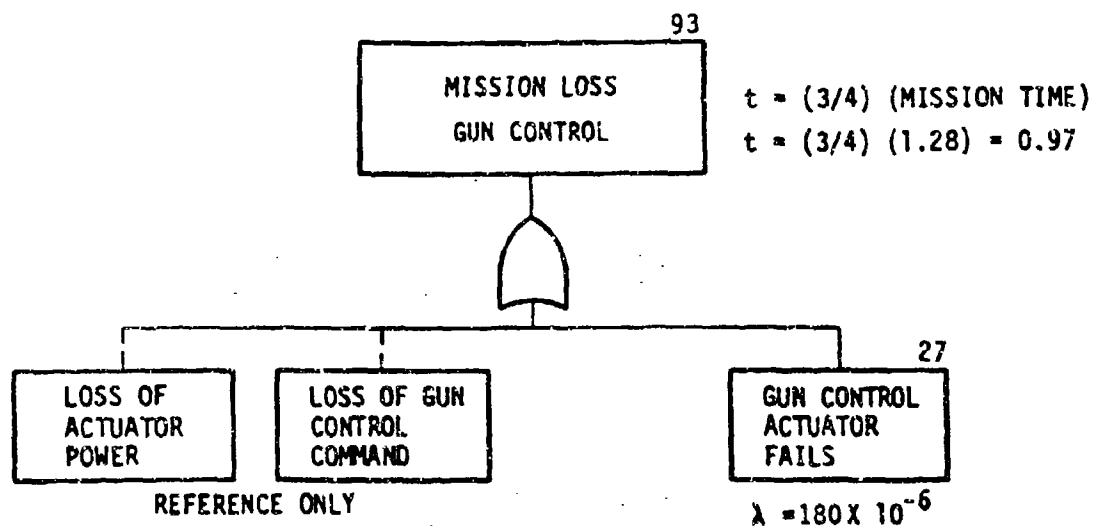 93
MISSION LOSS
GUN CONTROL
t = (3/4) (MISSION TIME)
t = (3/4) (1.28) = 0.97
LOSS OF
ACTUATOR
POWER
LOSS OF GUN
CONTROL
COMMAND
27
GUN CONTROL
ACTUATOR
FAILS
REFERENCE ONLY
λ = 180 X 10⁻⁶